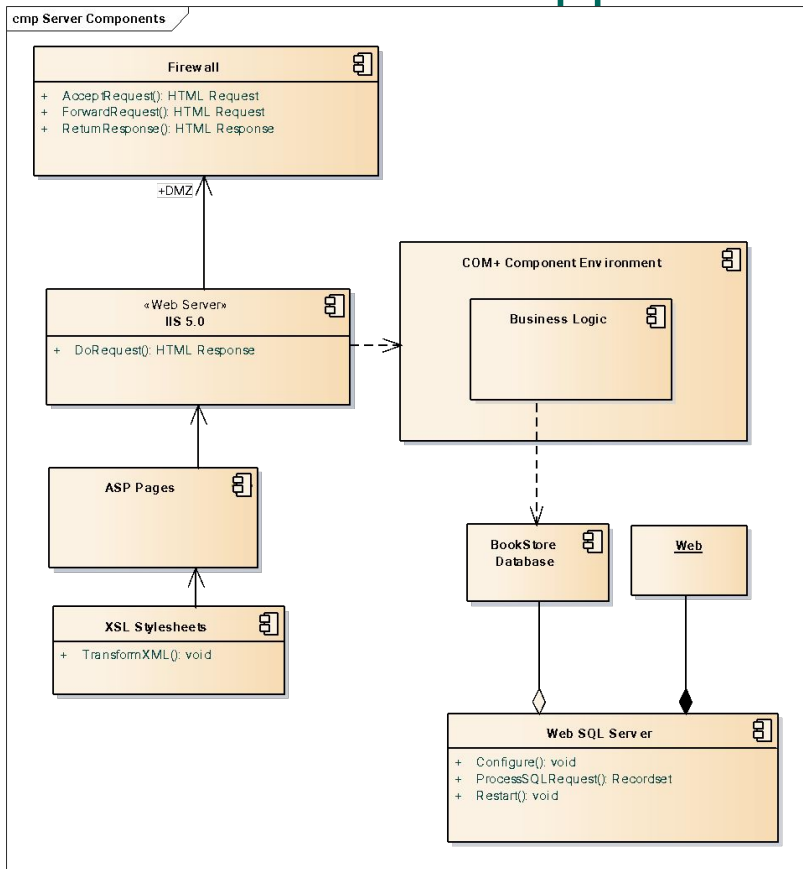 cmp Server Components
Firewall
+ AcceptRequest(): HTML Request
+ ForwardRequest(): HTML Request
+ ReturnResponse(): HTML Response
+DMZ
«Web Server»
IIS 5.0
+ DoRequest(): HTML Response
COM+ Component Environment
Business Logic
ASP Pages
BookStore
Database
Web
XSL Stylesheets
+ TransformXML(): void
Web SQL Server
+ Configure(): void
+ ProcessSQLRequest(): Recordset
+ Restart(): void